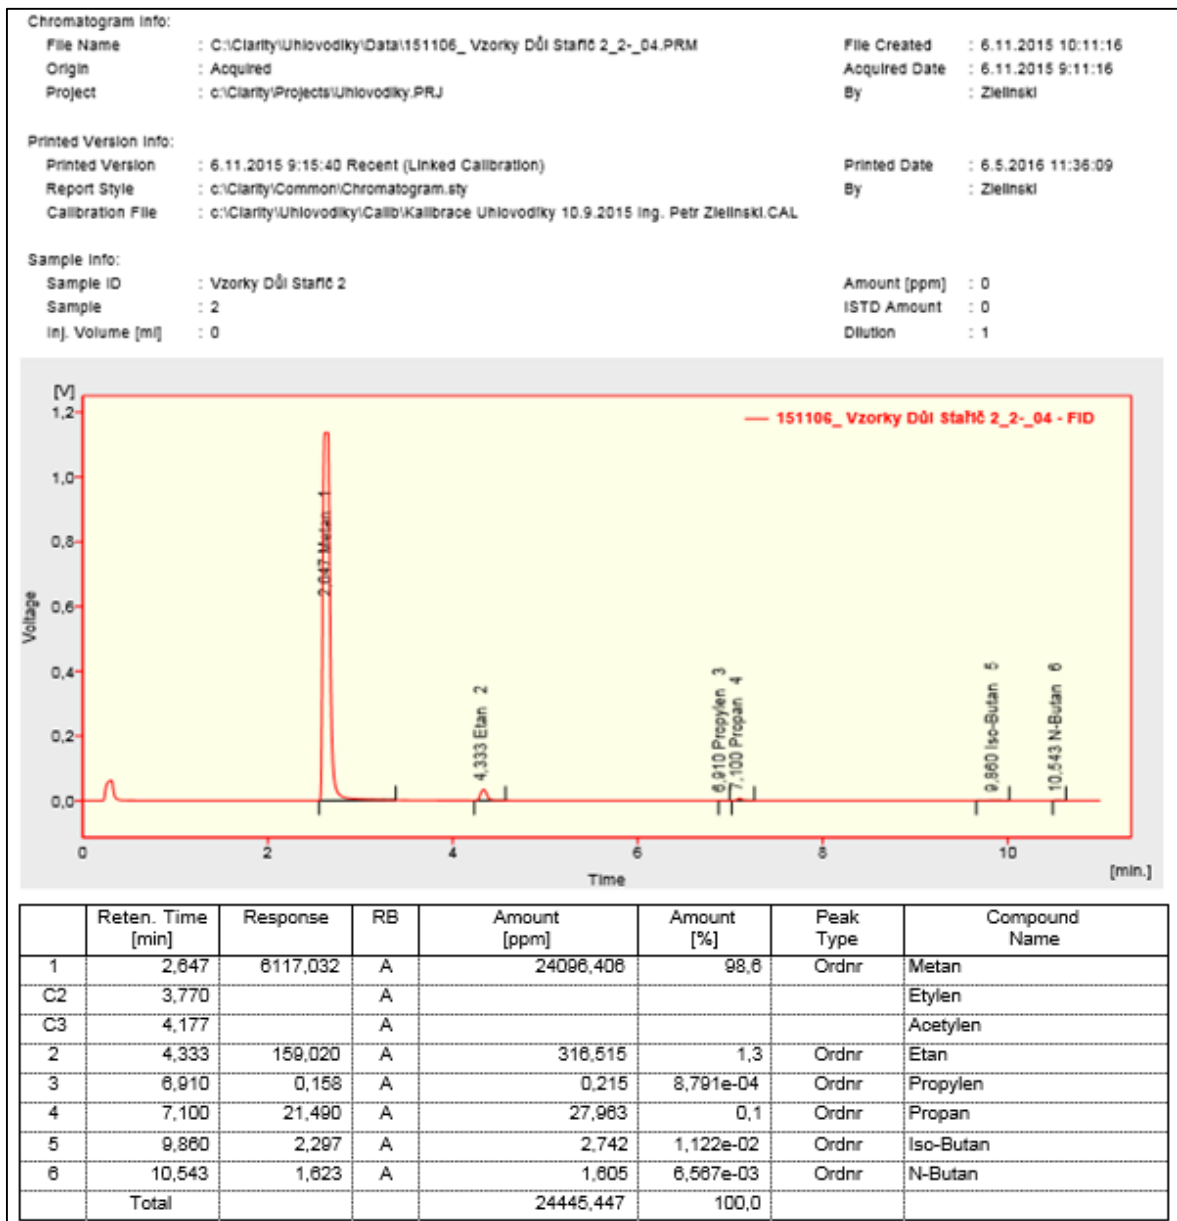 Chromatogram Info:
File Name : C:\Clarity\Uhlovodiky\Data\151106_ Vzorky Důl Staříč 2_2-_04.PRM File Created : 6.11.2015 10:11:16
Origin : Acquired Acquired Date : 6.11.2015 9:11:16
Project : c:\Clarity\Projects\Uhlovodiky.PRJ By : Zielinski
Printed Version Info:
Printed Version : 6.11.2015 9:15:40 Recent (Linked Calibration) Printed Date : 6.5.2016 11:36:09
Report Style : c:\Clarity\Common\Chromatogram.sty By : Zielinski
Calibration File : c:\Clarity\Uhlovodiky\Calib\Kalibrace Uhlovodíky 10.9.2015 Ing. Petr Zielinski.CAL
Sample Info:
Sample ID : Vzorky Důl Staříč 2 Amount [ppm] : 0
Sample : 2 ISTD Amount : 0
Inj. Volume [ml] : 0 Dilution : 1
[V]
1,2
1,0
0,8
0,6
0,4
0,2
0,0
Voltage
151106_ Vzorky Důl Staříč 2_2-_04 - FID
2,647 Metan 1
4,333 Etan 2
6,910 Propylen 3
7,100 Propan 4
9,860 Iso-Butan 5
10,543 N-Butan 6
0 2 4 6 8 10
Time
[min.]
Reten. Time [min] Response RB Amount [ppm] Amount [%] Peak Type Compound Name
1 2,647 6117,032 A 24096,406 98,6 Ordnr Metan
C2 3,770 A Etylen
C3 4,177 A Acetylen
2 4,333 159,020 A 316,515 1,3 Ordnr Etan
3 6,910 0,158 A 0,215 8,791e-04 Ordnr Propylen
4 7,100 21,490 A 27,963 0,1 Ordnr Propan
5 9,860 2,297 A 2,742 1,122e-02 Ordnr Iso-Butan
6 10,543 1,623 A 1,605 6,567e-03 Ordnr N-Butan
Total 24445,447 100,0